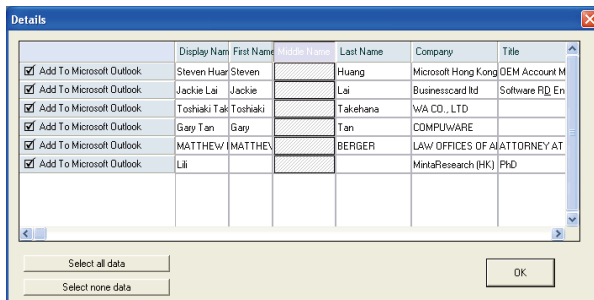 Details
Display Nam First Name Middle Name Last Name Company Title
Add To Microsoft Outlook Steven Huan Steven Huang Microsoft Hong Kong OEM Account M
Add To Microsoft Outlook Jackie Lai Jackie Lai Businesscard ltd Software RD En
Add To Microsoft Outlook Toshiaki Tak Toshiaki Takehana WA CO., LTD
Add To Microsoft Outlook Gary Tan Gary Tan COMPUWARE
Add To Microsoft Outlook MATTHEW MATTHEW BERGER LAW OFFICES OF AL ATTORNEY AT
Add To Microsoft Outlook Lili MintaResearch (HK) PhD
Select all data
OK
Select none data